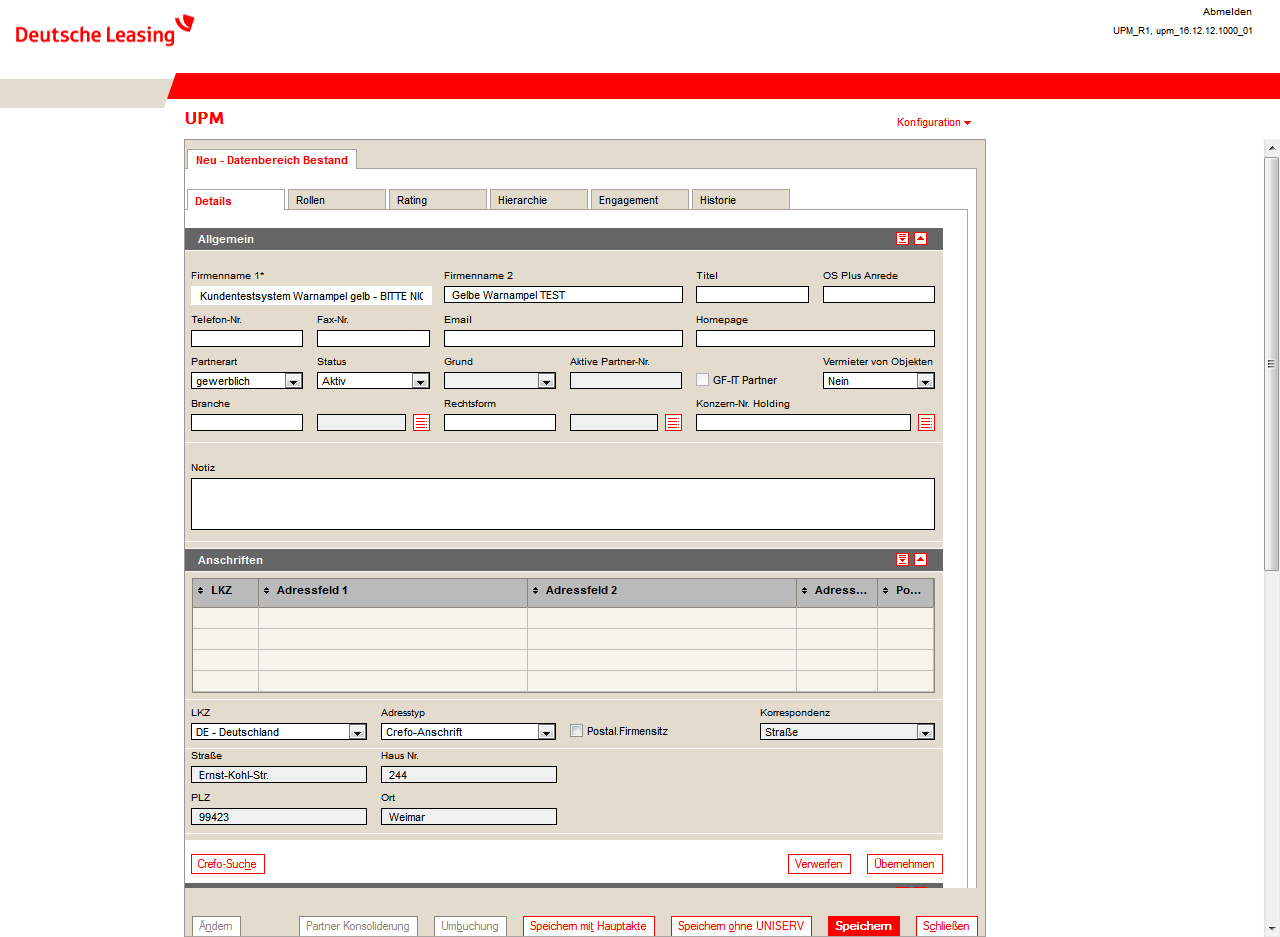 Deutsche Leasing
Abmelden
UPM_R1, upm_16.12.12.1000_01
UPM
Konfiguration
Neu - Datenbereich Bestand
Details Rollen Rating Hierarchie Engagement Historie
Allgemein
Firmenname 1* Firmenname 2 Titel OS Plus Anrede
Kundentestsystem Warnampel gelb - BITTE NIC Gelbe Warnampel TEST
Telefon-Nr. Fax-Nr. Email Homepage
Partnerart Status Grund Aktive Partner-Nr. Vermieter von Objekten
gewerblich Aktiv GF-IT Partner Nein
Branche Rechtsform Konzern-Nr. Holding
Notiz
Anschriften
LKZ Adressfeld 1 Adressfeld 2 Adress... Po...
LKZ Adresstyp Korrespondenz
DE - Deutschland Crefo-Anschrift Postal.Firmensitz Straße
Straße Haus Nr.
Ernst-Kohl-Str. 244
PLZ Ort
99423 Weimar
Crefo-Suche Verwerfen Übernehmen
Ändern Partner Konsolidierung Umbuchung Speichern mit Hauptakte Speichern ohne UNISERV Speichern Schließen